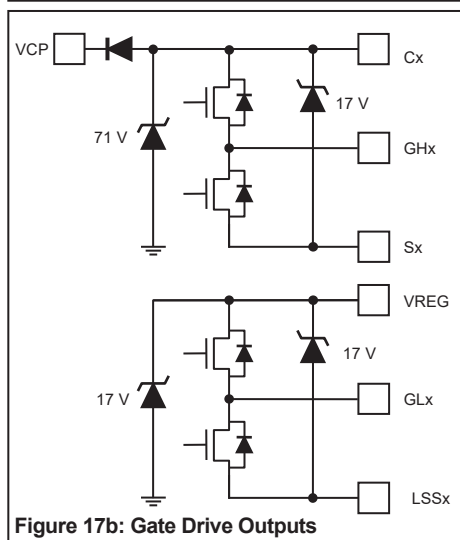 VCP
Cx
17 V
71 V
GHx
Sx
VREG
17 V
17 V
GLx
LSSx
Figure 17b: Gate Drive Outputs